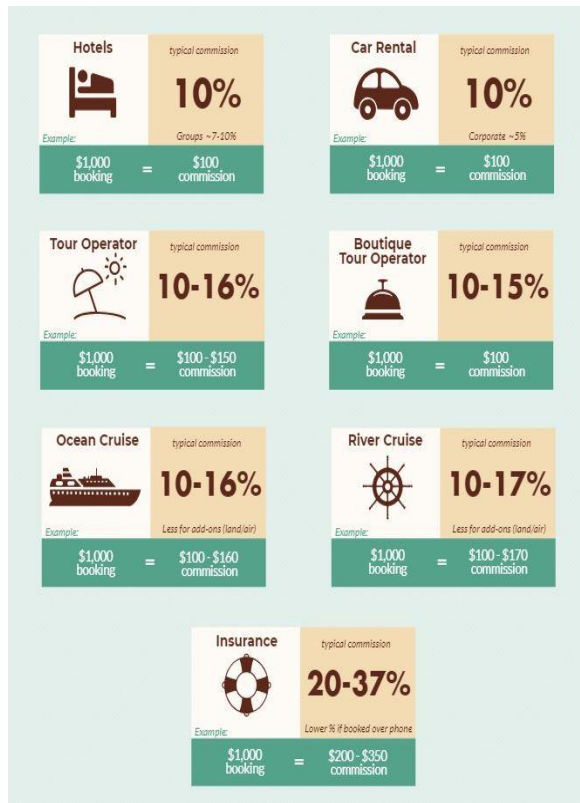 Hotels
typical commission
10%
Groups ~7-10%
Example:
$1,000
booking
=
$100
commission
Car Rental
typical commission
10%
Corporate ~5%
Example:
$1,000
booking
=
$100
commission
Tour Operator
typical commission
10-16%
Example:
$1,000
booking
=
$100-$150
commission
Boutique
Tour Operator
typical commission
10-15%
Example:
$1,000
booking
=
$100
commission
Ocean Cruise
typical commission
10-16%
Less for add-ons (land/air)
Example:
$1,000
booking
=
$100-$160
commission
River Cruise
typical commission
10-17%
Less for add-ons (land/air)
Example:
$1,000
booking
=
$100-$170
commission
Insurance
typical commission
20-37%
Lower % if booked over phone
Example:
$1,000
booking
=
$200-$350
commission